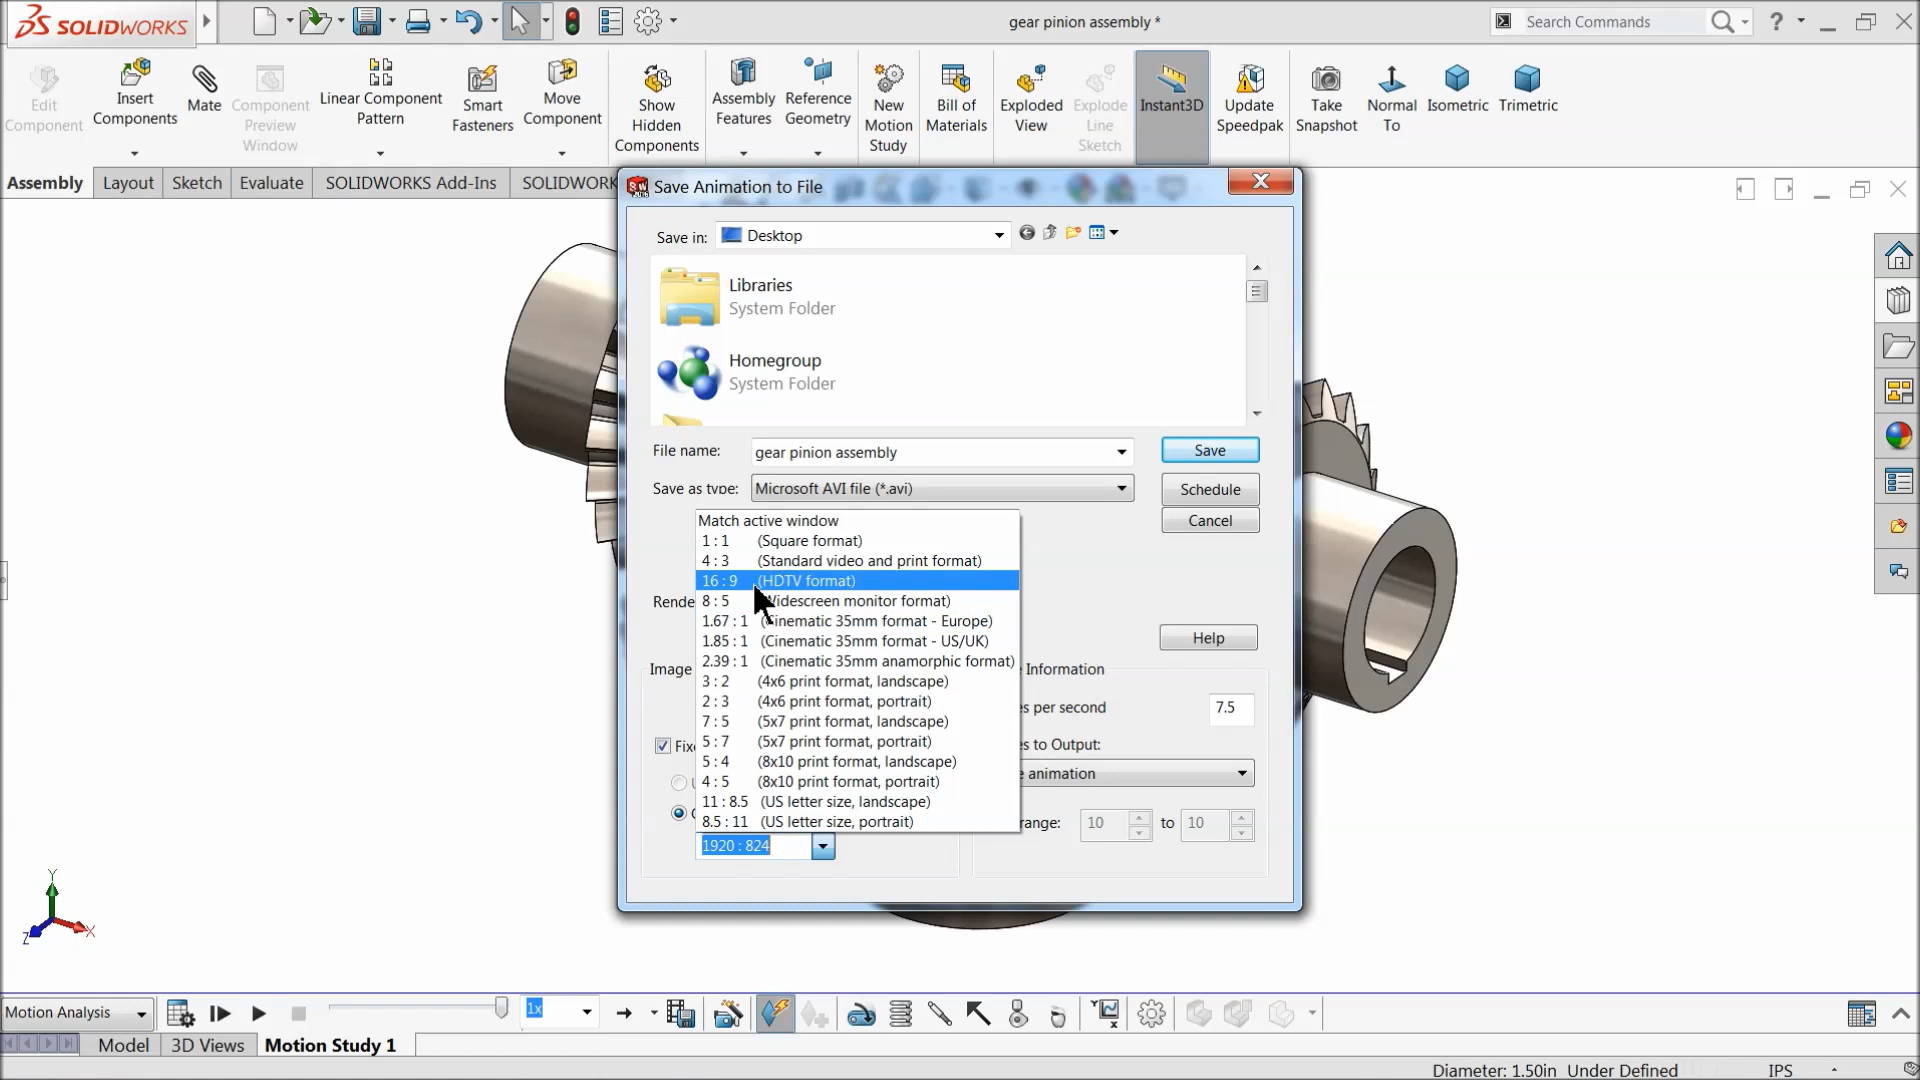 SOLIDWORKS
gear pinion assembly *
Search Commands
?
Edit Component
Insert Components
Mate
Component Preview Window
Linear Component Pattern
Smart Fasteners
Move Component
Show Hidden Components
Assembly Features
Reference Geometry
New Motion Study
Bill of Materials
Exploded View
Explode Line Sketch
Instant3D
Update Speedpak
Take Snapshot
Normal To
Isometric
Trimetric
Assembly
Layout
Sketch
Evaluate
SOLIDWORKS Add-Ins
SOLIDWORK
Save Animation to File
Save in:
Desktop
Libraries
System Folder
Homegroup
System Folder
File name:
gear pinion assembly
Save
Save as type:
Microsoft AVI file (*.avi)
Schedule
Cancel
Match active window
1 : 1 (Square format)
4 : 3 (Standard video and print format)
16 : 9 (HDTV format)
8 : 5 Widescreen monitor format)
1.67 : 1 (Cinematic 35mm format - Europe)
1.85 : 1 (Cinematic 35mm format - US/UK)
2.39 : 1 (Cinematic 35mm anamorphic format)
3 : 2 (4x6 print format, landscape)
2 : 3 (4x6 print format, portrait)
7 : 5 (5x7 print format, landscape)
5 : 7 (5x7 print format, portrait)
5 : 4 (8x10 print format, landscape)
4 : 5 (8x10 print format, portrait)
11 : 8.5 (US letter size, landscape)
8.5 : 11 (US letter size, portrait)
Rende
Help
Image
Information
s per second
7.5
Fixe
s to Output:
animation
range:
10
to
10
1920 : 824
Y
X
Z
Motion Analysis
1x
Model
3D Views
Motion Study 1
Diameter: 1.50in Under Defined
IPS